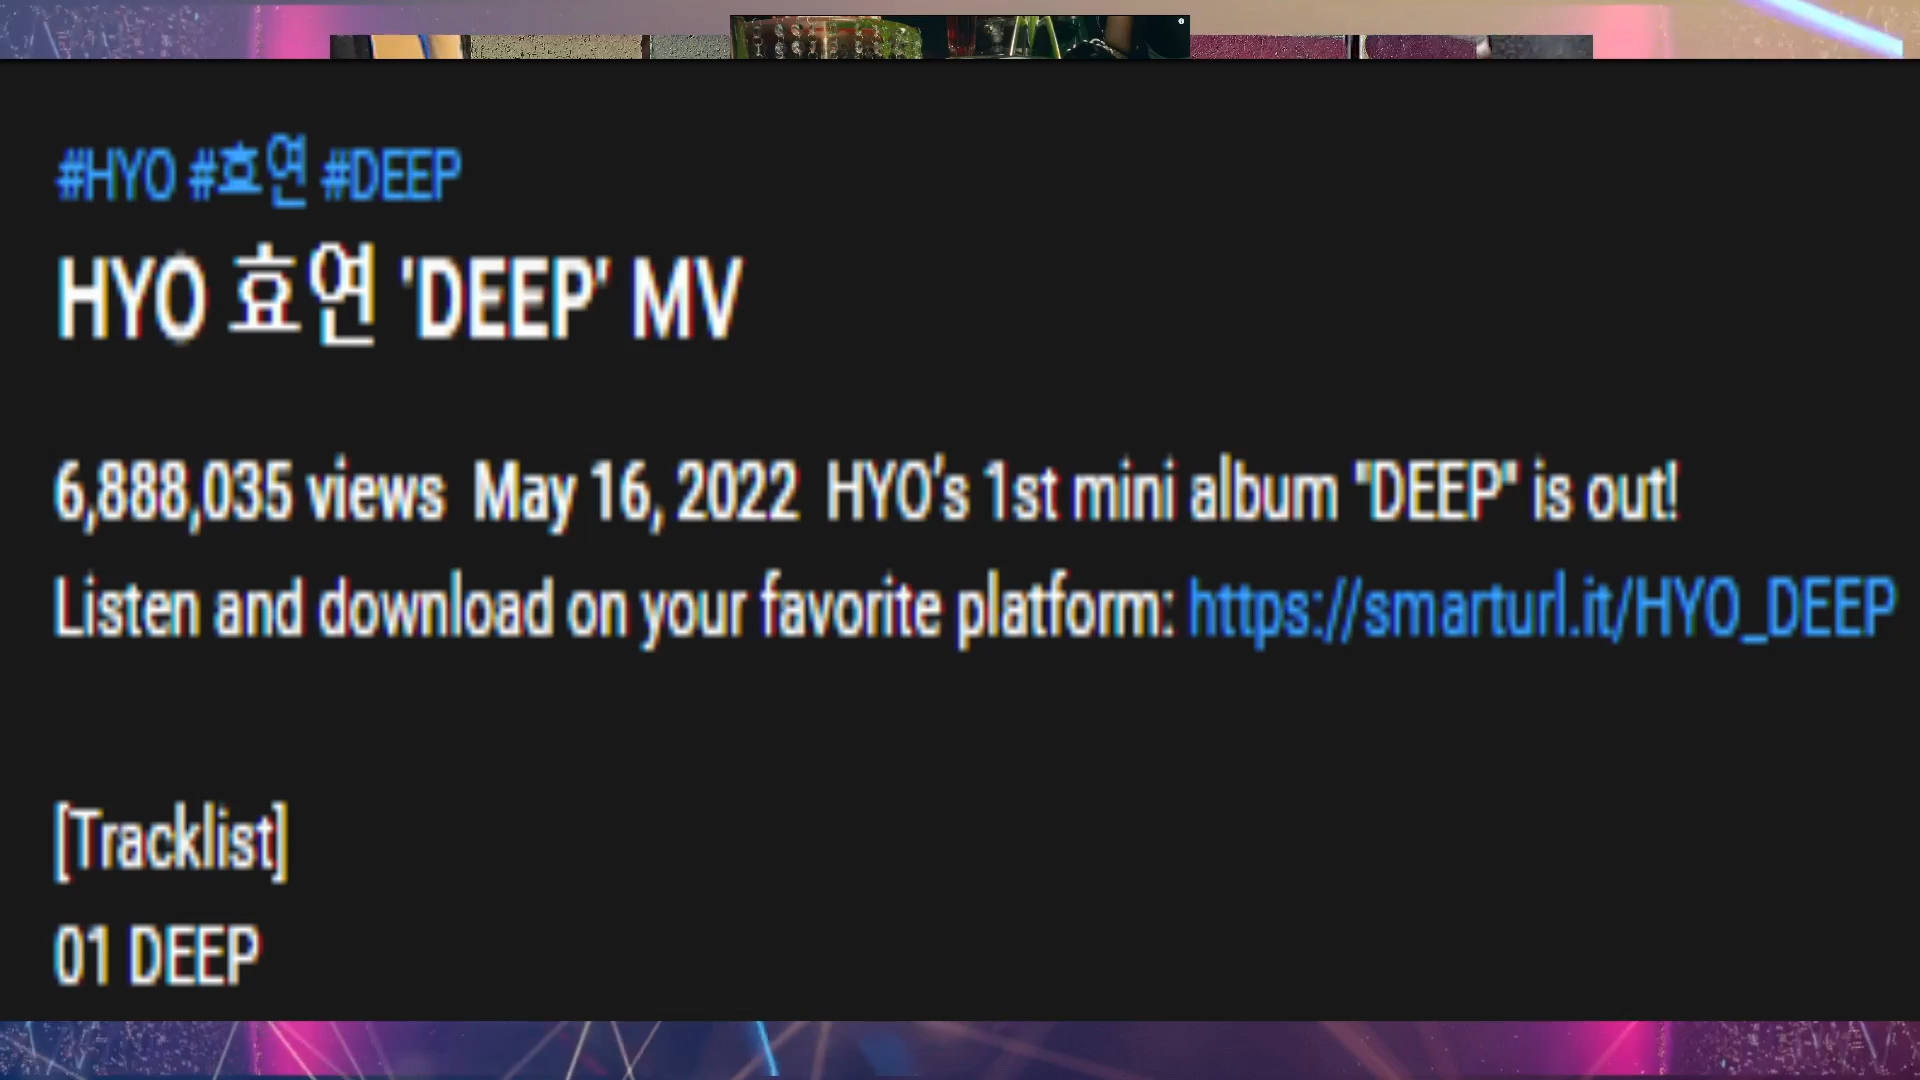 #HYO #효연 #DEEP
HYO 효연 'DEEP' MV
6,888,035 views  May 16, 2022  HYO's 1st mini album "DEEP" is out!
Listen and download on your favorite platform: https://smarturl.it/HYO_DEEP
[Tracklist]
01 DEEP